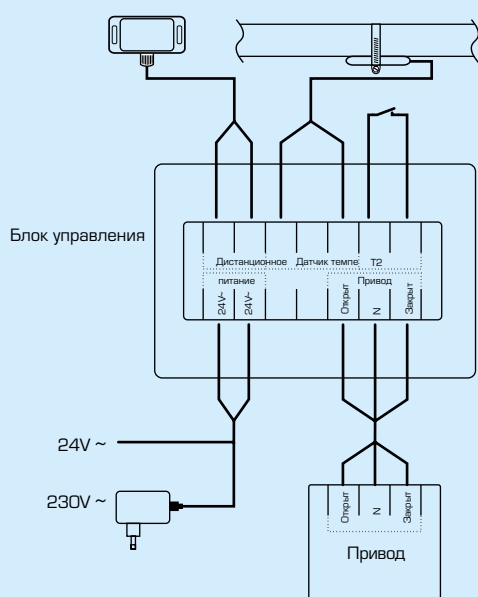 Блок управления
Дистанционное Датчик темпе T2
питание Привод
24V~ 24V~ Открыт N Закрыт
24V ~
230V ~
Открыт N Закрыт
Привод